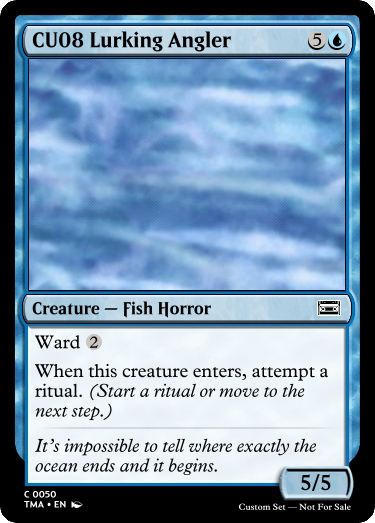 CU08 Lurking Angler 5
Creature — Fish Horror
Ward 2
When this creature enters, attempt a
ritual. (Start a ritual or move to the
next step.)
It's impossible to tell where exactly the
ocean ends and it begins.
5/5
C 0050
TMA • EN
Custom Set — Not For Sale